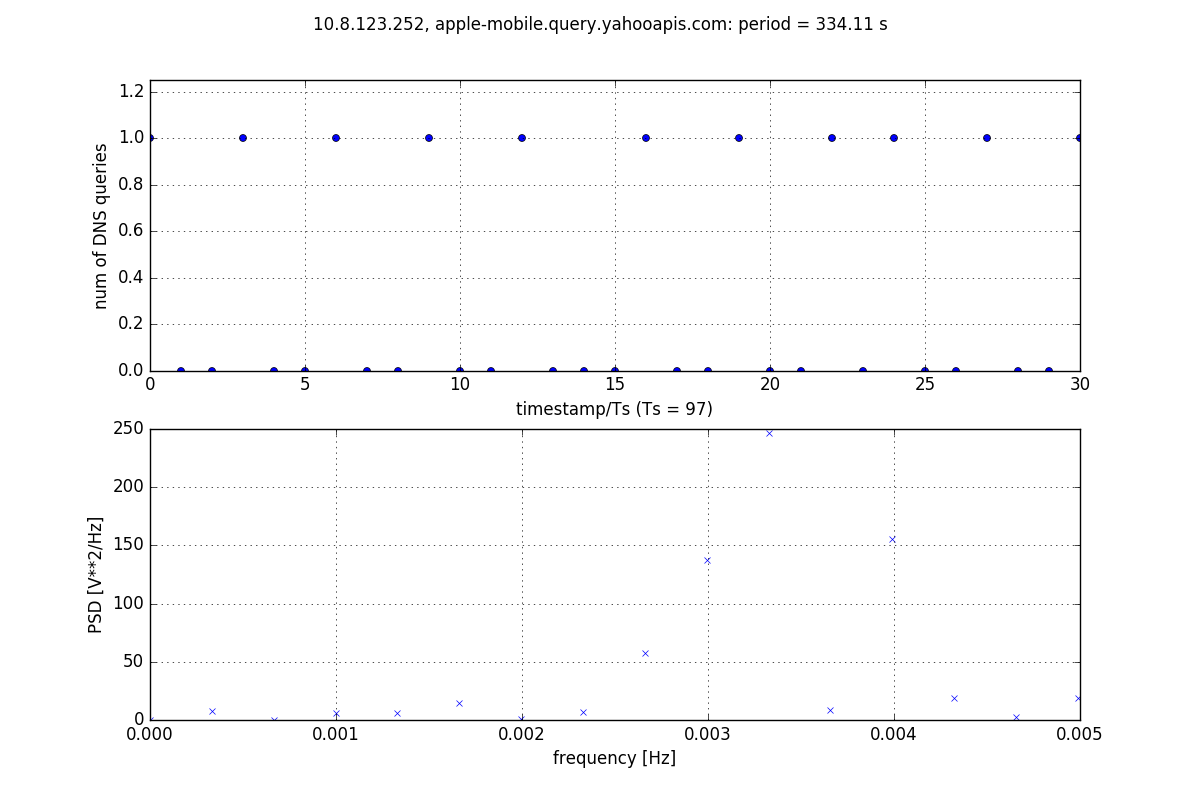 10.8.123.252, apple-mobile.query.yahooapis.com: period = 334.11 s
1.2
1.0
0.8
0.6
0.4
0.2
0.0
num of DNS queries
0 5 10 15 20 25 30
timestamp/Ts (Ts = 97)
250
200
150
100
50
0
PSD [V**2/Hz]
0.000 0.001 0.002 0.003 0.004 0.005
frequency [Hz]